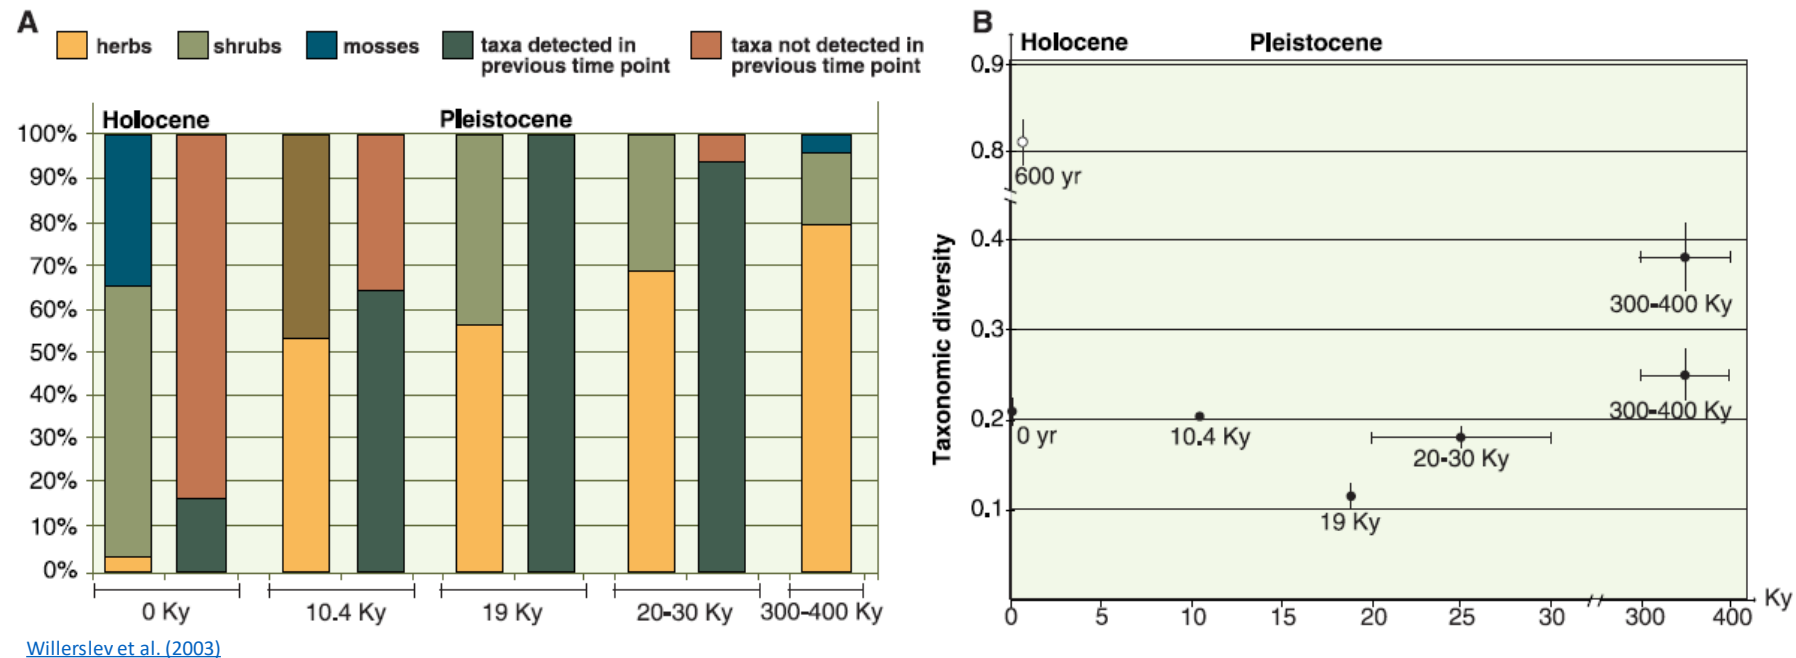 A
herbs
shrubs
mosses
taxa detected in
previous time point
taxa not detected in
previous time point
Holocene
Pleistocene
100%
90%
80%
70%
60%
50%
40%
30%
20%
10%
0%
0 Ky
10.4 Ky
19 Ky
20-30 Ky
300-400 Ky
Willerslev et al. (2003)
B
Holocene
Pleistocene
Taxonomic diversity
0.9
0.8
0.4
0.3
0.2
0.1
600 yr
300-400 Ky
300-400 Ky
0 yr
10.4 Ky
20-30 Ky
19 Ky
0
5
10
15
20
25
30
300
400
Ky